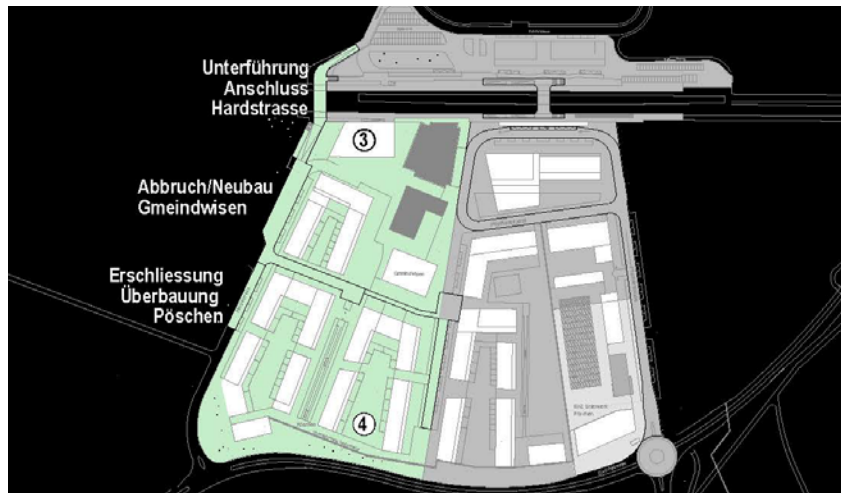 Unterführung
Anschluss
Hardstrasse
3
Abbruch/Neubau
Gmeindwisen
Erschliessung
Überbauung
Pöschen
4